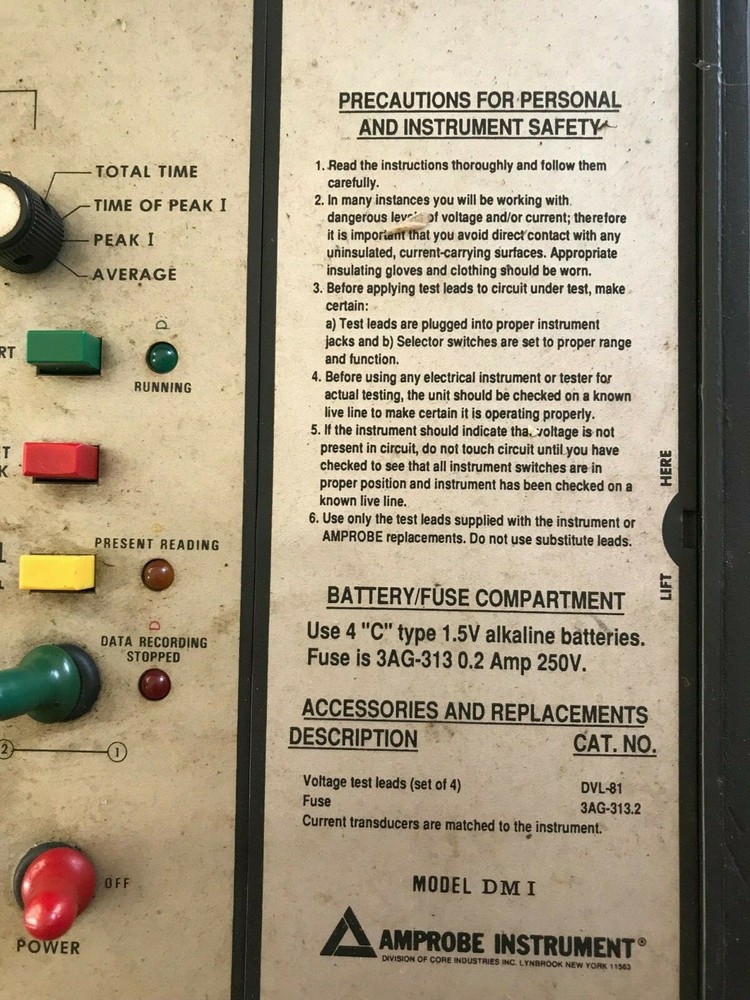 TOTAL TIME
TIME OF PEAK I
PEAK I
AVERAGE
RT
D
RUNNING
T
K
PRESENT READING
L
L
D
DATA RECORDING
STOPPED
2
1
OFF
POWER
PRECAUTIONS FOR PERSONAL
AND INSTRUMENT SAFETY
1. Read the instructions thoroughly and follow them
carefully.
2. In many instances you will be working with
dangerous of voltage and/or current; therefore
it is important that you avoid direct contact with any
uninsulated, current-carrying surfaces. Appropriate
insulating gloves and clothing should be worn.
3. Before applying test leads to circuit under test, make
certain:
a) Test leads are plugged into proper instrument
jacks and b) Selector switches are set to proper range
and function.
4. Before using any electrical instrument or tester for
actual testing, the unit should be checked on a known
live line to make certain it is operating properly.
5. If the instrument should indicate that voltage is not
present in circuit, do not touch circuit until you have
checked to see that all instrument switches are in
proper position and instrument has been checked on a
known live line.
6. Use only the test leads supplied with the instrument or
AMPROBE replacements. Do not use substitute leads.
LIFT HERE
BATTERY/FUSE COMPARTMENT
Use 4 "C" type 1.5V alkaline batteries.
Fuse is 3AG-313 0.2 Amp 250V.
ACCESSORIES AND REPLACEMENTS
DESCRIPTION CAT. NO.
Voltage test leads (set of 4) DVL-81
Fuse 3AG-313.2
Current transducers are matched to the instrument.
MODEL DM I
AMPROBE INSTRUMENT®
DIVISION OF CORE INDUSTRIES INC. LYNBROOK NEW YORK 11563